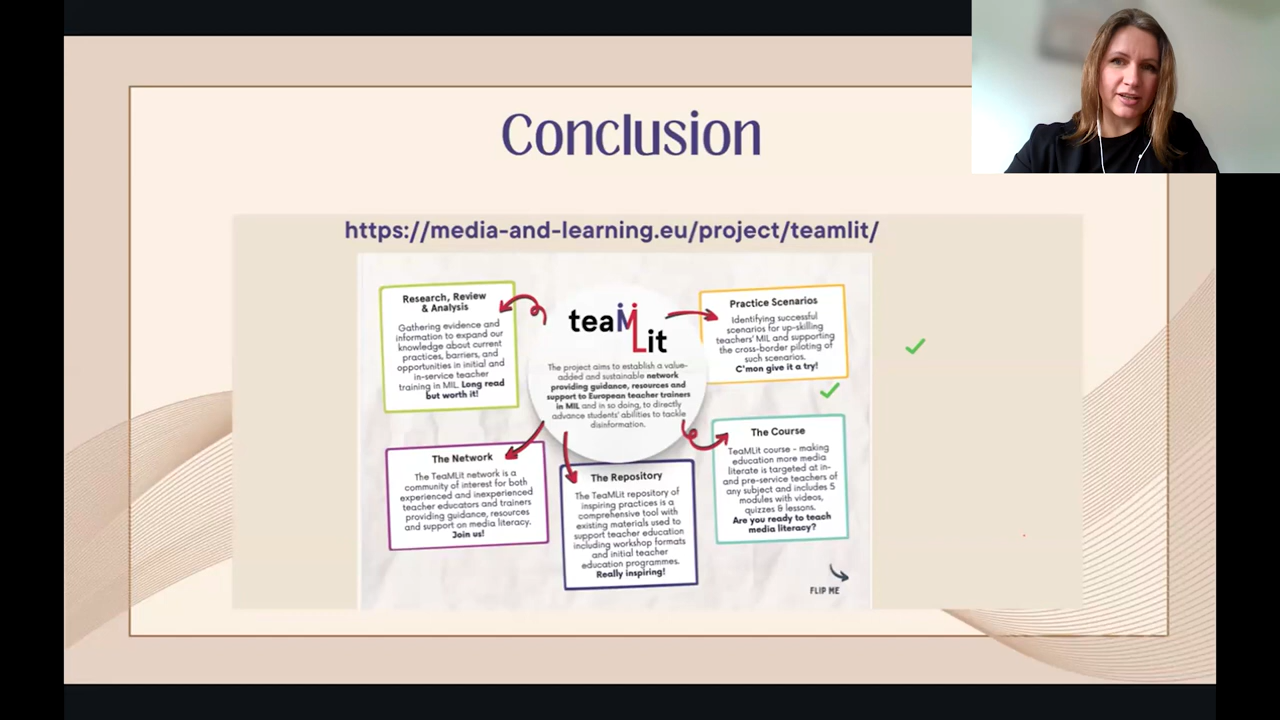 Conclusion
https://media-and-learning.eu/project/teamlit/
Research, Review
& Analysis
Gathering evidence and
information to expand our
knowledge about current
practices, barriers, and
opportunities in initial and
in-service teacher
training in MIL. Long read
but worth it!
teaMLit
The project aims to establish a value-
added and sustainable network
providing guidance, resources and
support to European teacher trainers
in MIL and in so doing, to directly
advance students' abilities to tackle
disinformation.
Practice Scenarios
Identifying successful
scenarios for up-skilling
teachers' MIL and supporting
the cross-border piloting of
such scenarios.
C'mon give it a try!
The Network
The TeaMLit network is a
community of interest for both
experienced and inexperienced
teacher educators and trainers
providing guidance, resources
and support on media literacy.
Join us!
The Repository
The TeaMLit repository of
inspiring practices is a
comprehensive tool with
existing materials used to
support teacher education
including workshop formats
and initial teacher
education programmes.
Really inspiring!
The Course
TeaMLit course - making
education more media
literate is targeted at in-
and pre-service teachers of
any subject and includes 5
modules with videos,
quizzes & lessons.
Are you ready to teach
media literacy?
FLIP ME